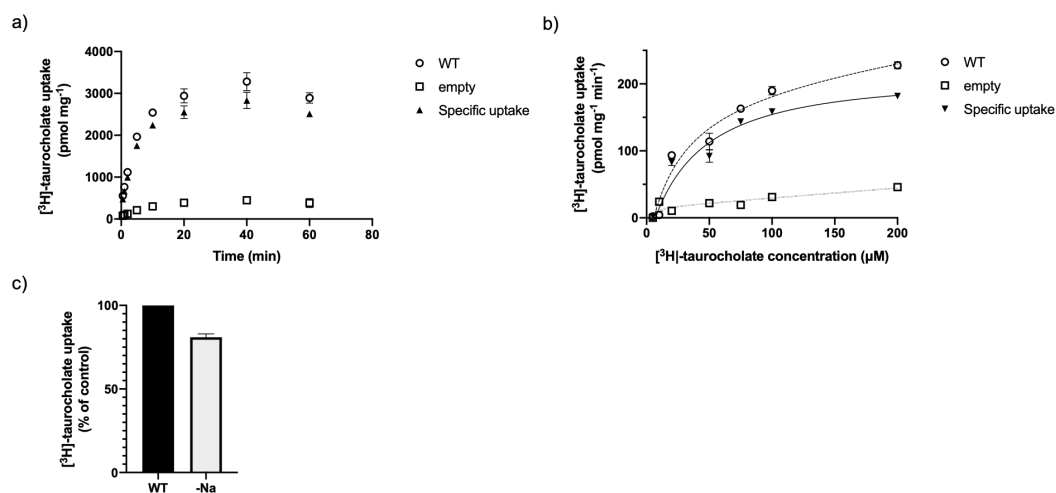 a)
[³H]-taurocholate uptake
(pmol mg⁻¹)
4000
3000
2000
1000
0
0 20 40 60 80
Time (min)
WT
empty
Specific uptake
b)
[³H]-taurocholate uptake
(pmol mg⁻¹ min⁻¹)
200
100
0
0 50 100 150 200
[³H|-taurocholate concentration (µM)
WT
empty
Specific uptake
c)
[³H]-taurocholate uptake
(% of control)
100
50
0
WT -Na